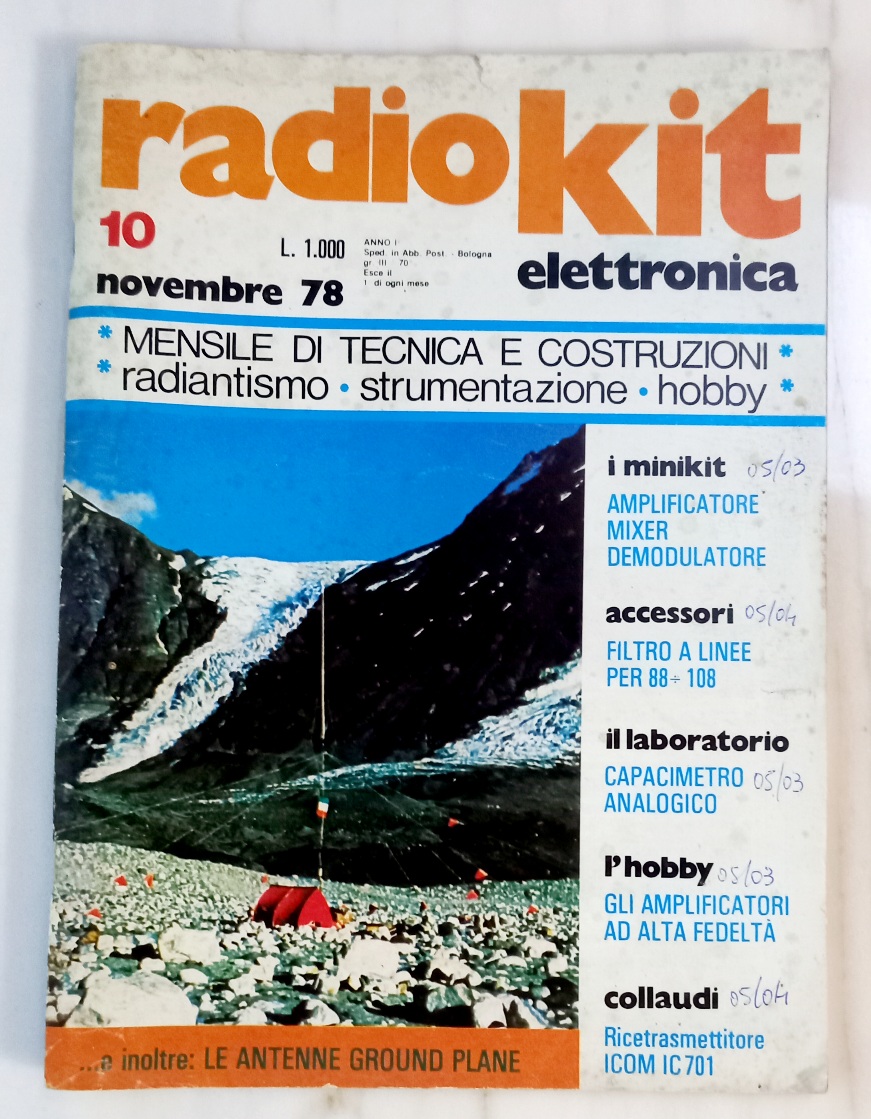 radiokit
10
L. 1.000
ANNO I
Sped. in Abb. Post. - Bologna
gr. III - 70
Esce il
1 di ogni mese
elettronica
novembre 78
* MENSILE DI TECNICA E COSTRUZIONI *
* radiantismo • strumentazione • hobby *
i minikit 05/03
AMPLIFICATORE
MIXER
DEMODULATORE
accessori 05/04
FILTRO A LINEE
PER 88÷108
il laboratorio
CAPACIMETRO 05/03
ANALOGICO
l'hobby 05/03
GLI AMPLIFICATORI
AD ALTA FEDELTÀ
collaudi 05/04
Ricetrasmettitore
ICOM IC701
...e inoltre: LE ANTENNE GROUND PLANE